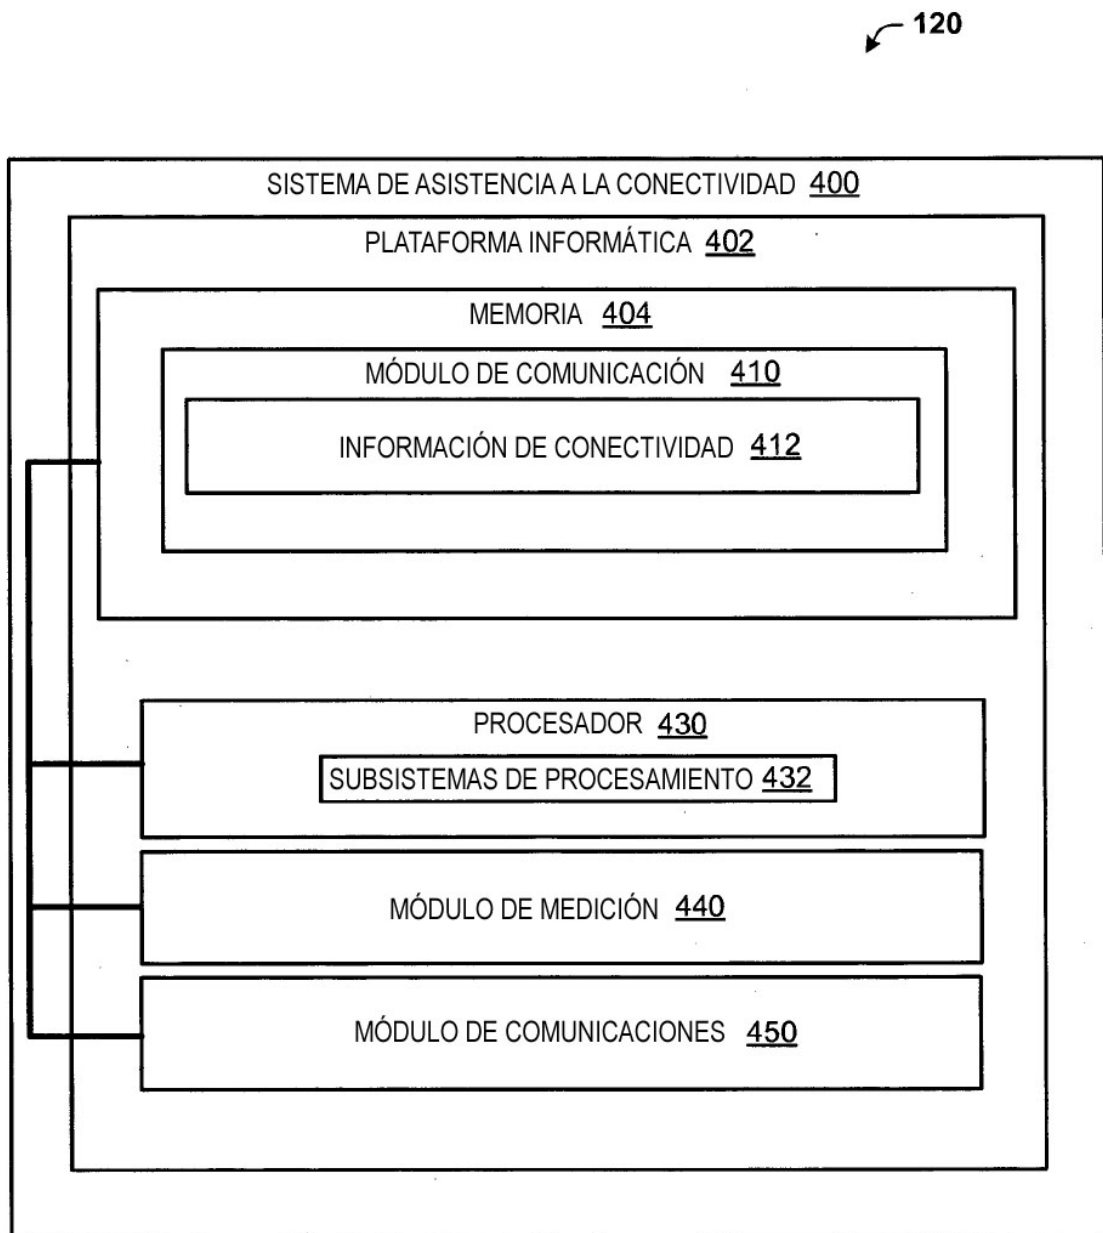 120
SISTEMA DE ASISTENCIA A LA CONECTIVIDAD 400
PLATAFORMA INFORMÁTICA 402
MEMORIA 404
MÓDULO DE COMUNICACIÓN 410
INFORMACIÓN DE CONECTIVIDAD 412
PROCESADOR 430
SUBSISTEMAS DE PROCESAMIENTO 432
MÓDULO DE MEDICIÓN 440
MÓDULO DE COMUNICACIONES 450